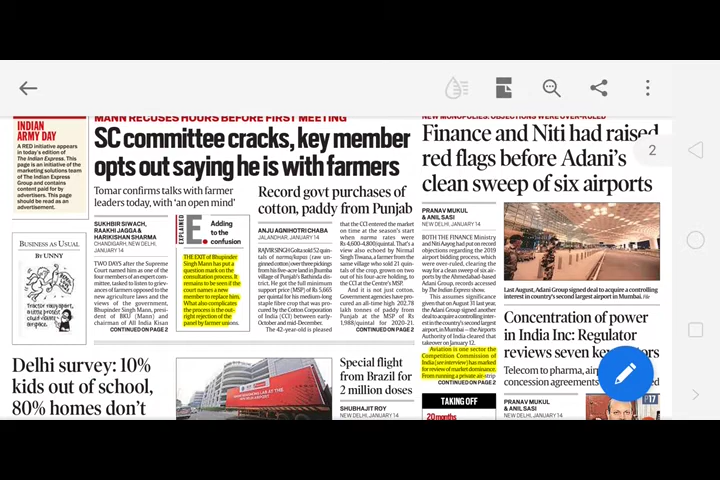 MANN RECUSES HOURS BEFORE FIRST MEETING
SC committee cracks, key member
opts out saying he is with farmers
Tomar confirms talks with farmer
leaders today, with 'an open mind'
SUKHBIR SIWACH,
RAAKHI JAGGA &
HARIKISHAN SHARMA
CHANDIGARH, NEW DELHI,
JANUARY 14
TWO DAYS after the Supreme
Court named him as one of the
four members of an expert com-
mittee, tasked to listen to griev-
ances of farmers opposed to the
new agriculture laws and the
views of the government,
Bhupinder Singh Mann, presi-
dent of BKU (Mann) and
chairman of All India Kisan
CONTINUED ON PAGE 2
EXPLAINED
E.
Adding
to the
confusion
THE EXIT of Bhupinder
Singh Mann has put a
question mark on the
consultation process. It
remains to be seen if the
court names a new
member to replace him.
What also complicates
the process is the out-
right rejection of the
panel by farmer unions.
Record govt purchases of
cotton, paddy from Punjab
ANJU AGNIHOTRI CHABA
JALANDHAR, JANUARY 14
RAJVIR SINGH Gotta sold 52 quin-
tals of narma/kapas (raw un-
ginned cotton) over three pickings
from his five-acre land in Jhumba
village of Punjab's Bathinda dis-
trict. He got the full minimum
support price (MSP) of Rs 5,665
per quintal for his medium-long
staple fibre crop that was pro-
cured by the Cotton Corporation
of India (CCI) between early-
October and mid-December.
The 42-year-old is pleased
that the CCI entered the market
on time at the season's start
when narma rates were
Rs 4,600-4,800/quintal. That's a
view also echoed by Nirmal
Singh Tiwana, a farmer from the
same village who sold 21 quin-
tals of the crop, grown on two
out of his four-acre holding, to
the CCI at the Centre's MSP.
And it is not just cotton.
Government agencies have pro-
cured an all-time high 202.78
lakh tonnes of paddy from
Punjab at the MSP of Rs
1,988/quintal for 2020-21.
CONTINUED ON PAGE 2
NEW MONOPOLIES: OBJECTIONS WERE OVER-RULED
Finance and Niti had raised
red flags before Adani's
clean sweep of six airports
2
PRANAV MUKUL
& ANIL SASI
NEW DELHI, JANUARY 14
BOTH THE FINANCE Ministry
and Niti Aayog had put on record
objections regarding the 2019
airport bidding process, which
were over-ruled, clearing the
way for a clean sweep of six air-
ports by the Ahmedabad-based
Adani Group, records accessed
by The Indian Express show.
This assumes significance
given that on August 31 last year,
the Adani Group signed another
deal to acquire a controlling inter-
est in the country's second largest
airport, in Mumbai – the Airports
Authority of India cleared that
takeover on January 12.
Aviation is one sector the
Competition Commission of
India (see interview) has marked
for review of market dominance.
From running a private air-strip
CONTINUED ON PAGE 2
Last August, Adani Group signed deal to acquire a controlling
interest in country's second largest airport in Mumbai. File
Concentration of power
in India Inc: Regulator
reviews seven key
Telecom to pharma,
concession agreements
PRANAV MUKUL
& ANIL SASI
NEW DELHI, JANUARY 14
P17
TAKING OFF
20 months
INDIAN
ARMY DAY
A RED initiative appears
in today's edition of
The Indian Express. This
page is an initiative of the
marketing solutions team
of The Indian Express
Group and contains
content paid for by
advertisers. This page
should be read as an
advertisement.
BUSINESS AS USUAL
BY UNNY
Delhi survey: 10%
kids out of school,
80% homes don't
Special flight
from Brazil for
2 million doses
SHUBHAJIT ROY
NEW DELHI, JANUARY 14